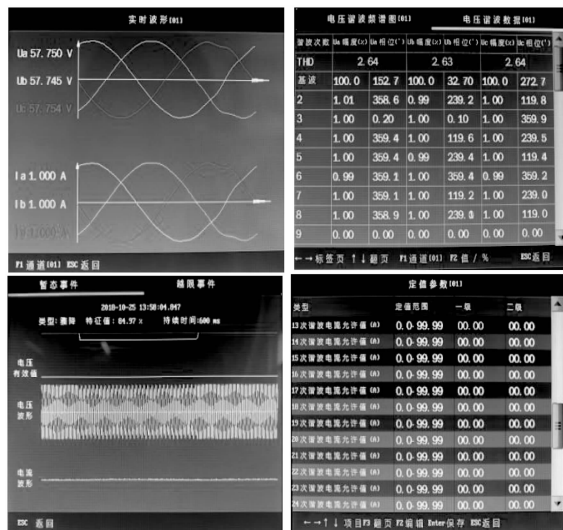 实时波形[01]
Ua 57.750 V
Ub 57.745 V
Uc 57.754 V
Ia 1.000 A
Ib 1.000 A
F1 通道[01] ESC 返回
电压谐波频谱图[01] 电压谐波数据[01]
谐波次数 Ua幅度(%) Ua相位(°) Ub幅度(%) Ub相位(°) Uc幅度(%) Uc相位(°)
THD 2.64 2.63 2.64
基波 100.0 152.7 100.0 32.70 100.0 272.7
2 1.01 358.6 0.99 239.2 1.00 119.8
3 1.00 0.20 1.00 0.10 1.00 359.9
4 1.00 359.4 1.00 119.6 1.00 239.5
5 1.00 359.4 0.99 239.4 1.00 119.4
6 0.99 359.1 1.00 359.4 0.99 359.2
7 1.00 359.1 1.00 119.2 1.00 239.0
8 1.00 358.9 1.00 239.0 1.00 119.0
9 0.00 0.00 0.00 0.00 0.00 0.00
←→标签页 ↑↓翻页 F1通道[01] F2 值 / % ESC 返回
暂态事件 越限事件
2018-10-25 13:58:04.047
类型: 骤降 特征值: 84.97 % 持续时间:600 ms
电压
有效值
电压
波形
电流
波形
ESC 返回
定值参数[01]
类型 定值范围 一级 二级
13次谐波电流允许值 (A) 0.0-99.99 00.00 00.00
14次谐波电流允许值 (A) 0.0-99.99 00.00 00.00
15次谐波电流允许值 (A) 0.0-99.99 00.00 00.00
16次谐波电流允许值 (A) 0.0-99.99 00.00 00.00
17次谐波电流允许值 (A) 0.0-99.99 00.00 00.00
18次谐波电流允许值 (A) 0.0-99.99 00.00 00.00
19次谐波电流允许值 (A) 0.0-99.99 00.00 00.00
20次谐波电流允许值 (A) 0.0-99.99 00.00 00.00
21次谐波电流允许值 (A) 0.0-99.99 00.00 00.00
22次谐波电流允许值 (A) 0.0-99.99 00.00 00.00
23次谐波电流允许值 (A) 0.0-99.99 00.00 00.00
24次谐波电流允许值 (A) 0.0-99.99 00.00 00.00
←→↑↓ 项目 F3 翻页 F2 编辑 Enter 保存 ESC 返回